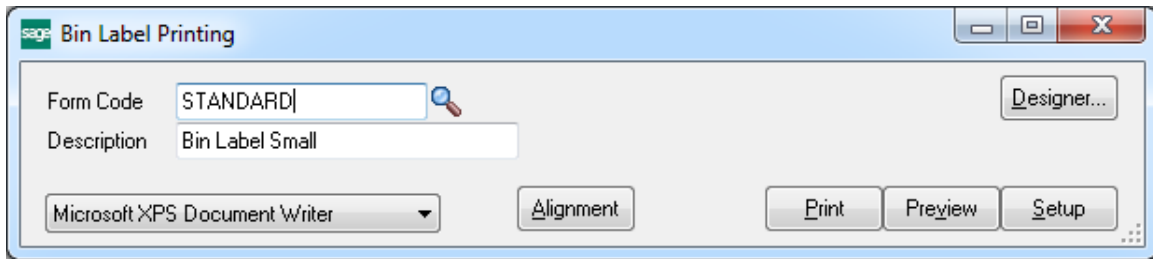 sage Bin Label Printing
Form Code STANDARD Designer...
Description Bin Label Small
Microsoft XPS Document Writer Alignment Print Preview Setup